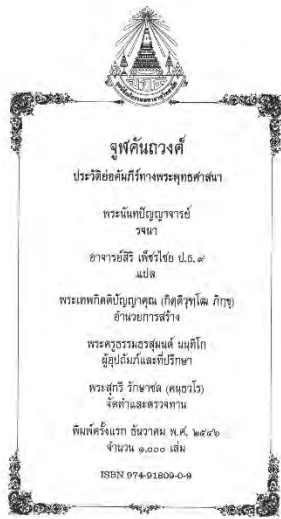 จูฬคันถวงศ์
ประวัติย่อคัมภีร์ทางพระพุทธศาสนา
พระนันทปัญญาจารย์
รจนา
อาจารย์สิริ เพ็ชรไชย ป.ธ. ๙
แปล
พระเทพกิตติปัญญาคุณ (กิตฺติวุฑฺโฒ ภิกฺขุ)
อำนวยการสร้าง
พระครูธรรมธรสุมนต์ นนฺทิโก
ผู้อุปถัมภ์และที่ปรึกษา
พระสุกรี รักษาชล (คนฺธวโร)
จัดทำและตรวจทาน
พิมพ์ครั้งแรก ธันวาคม พ.ศ. ๒๕๔๖
จำนวน ๑,๐๐๐ เล่ม
ISBN 974-91809-0-9